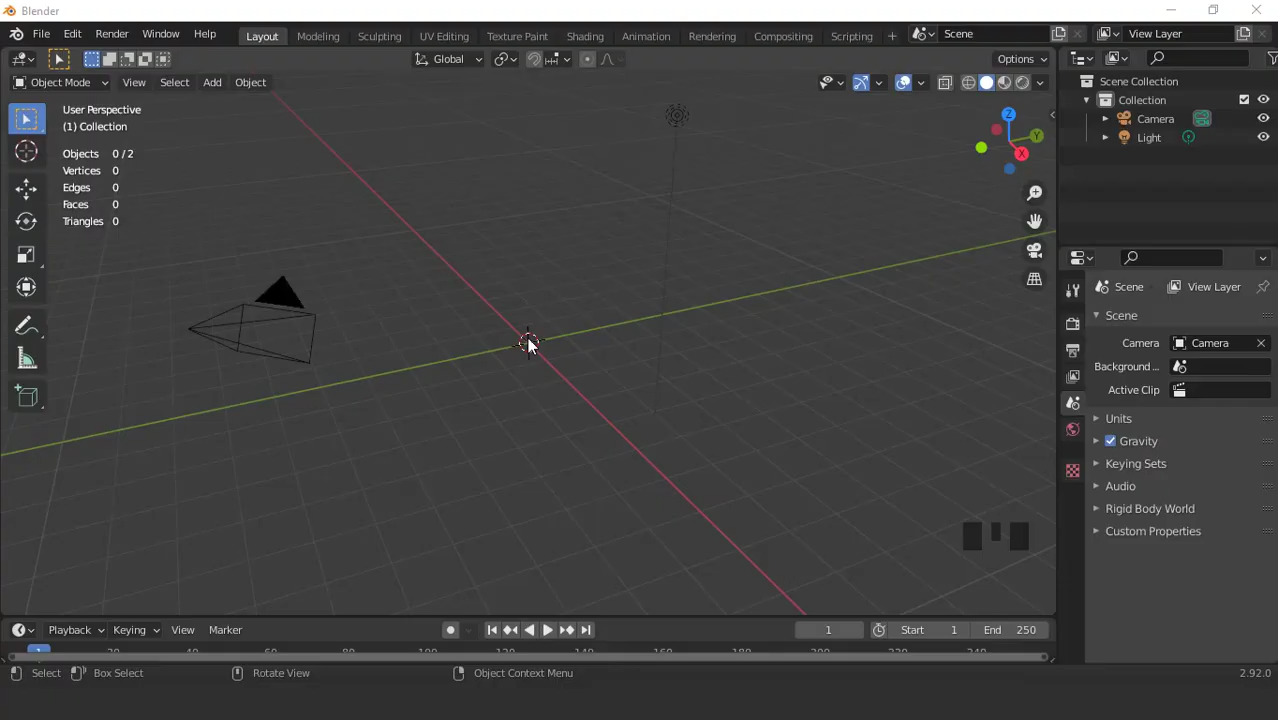 Blender
File Edit Render Window Help Layout Modeling Sculpting UV Editing Texture Paint Shading Animation Rendering Compositing Scripting + Scene View Layer
Global Options
Object Mode View Select Add Object
User Perspective
(1) Collection
Objects 0 / 2
Vertices 0
Edges 0
Faces 0
Triangles 0
Z
Y
X
Scene Collection
Collection
Camera
Light
Scene View Layer
Scene
Camera Camera
Background ...
Active Clip
Units
Gravity
Keying Sets
Audio
Rigid Body World
Custom Properties
Playback Keying View Marker 1 Start 1 End 250
1 20 40 60 80 100 120 140 160 180 200 220 240
Select Box Select Rotate View Object Context Menu 2.92.0